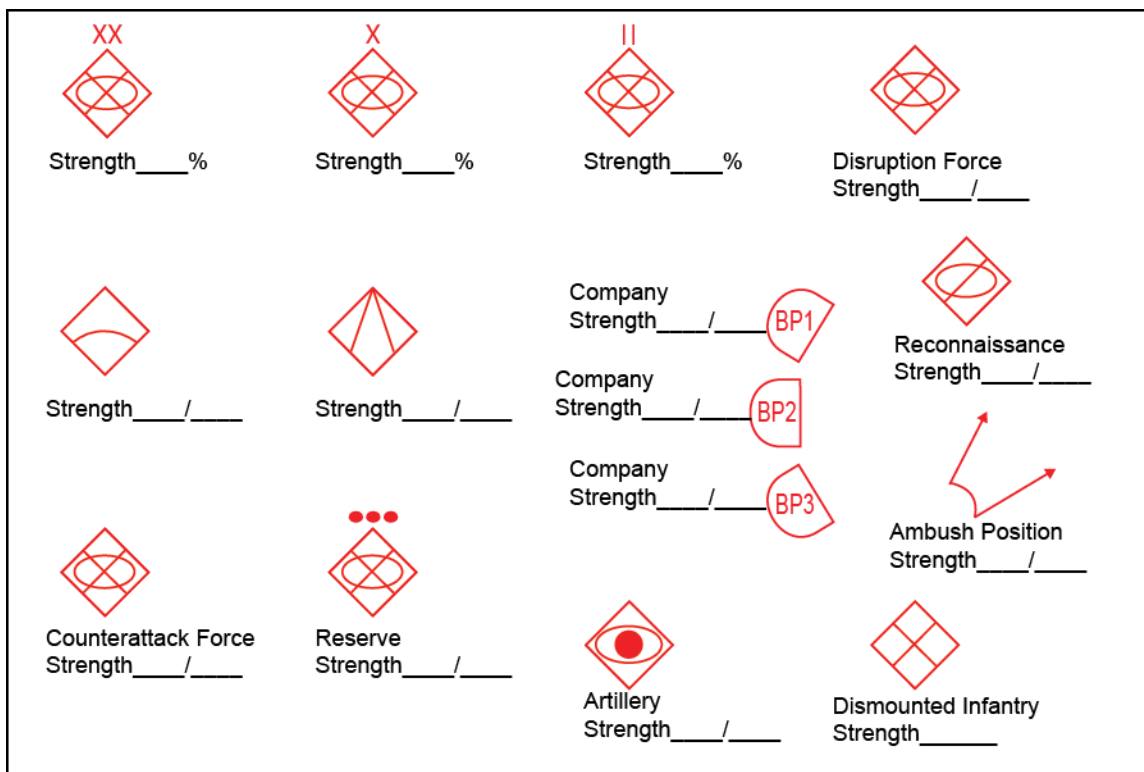 XX
Strength____%
X
Strength____%
II
Strength____%
Disruption Force
Strength____/____
Strength____/____
Strength____/____
Company
Strength____/____
BP1
Company
Strength____/____
BP2
Company
Strength____/____
BP3
Reconnaissance
Strength____/____
Ambush Position
Strength____/____
Counterattack Force
Strength____/____
Reserve
Strength____/____
Artillery
Strength____/____
Dismounted Infantry
Strength______